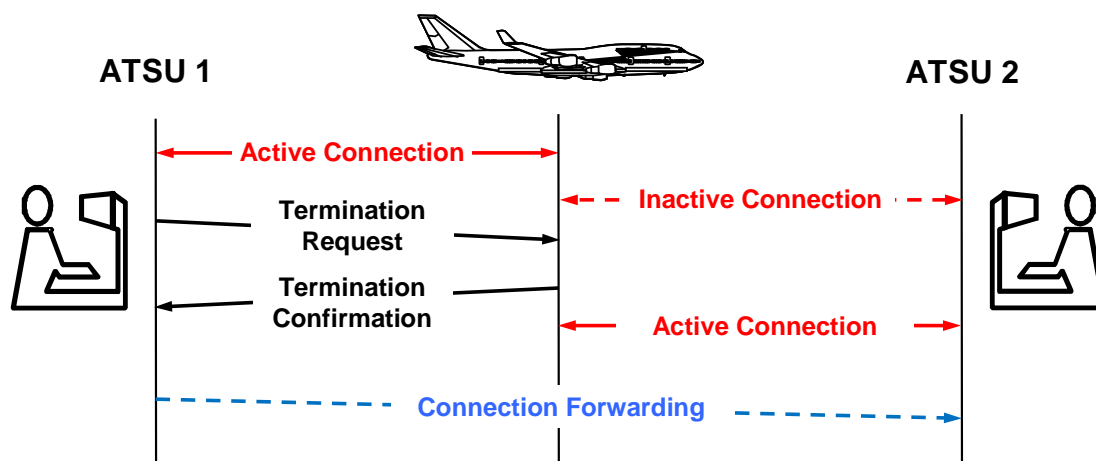 ATSU 1
ATSU 2
Active Connection
Inactive Connection
Termination
Request
Termination
Confirmation
Active Connection
Connection Forwarding